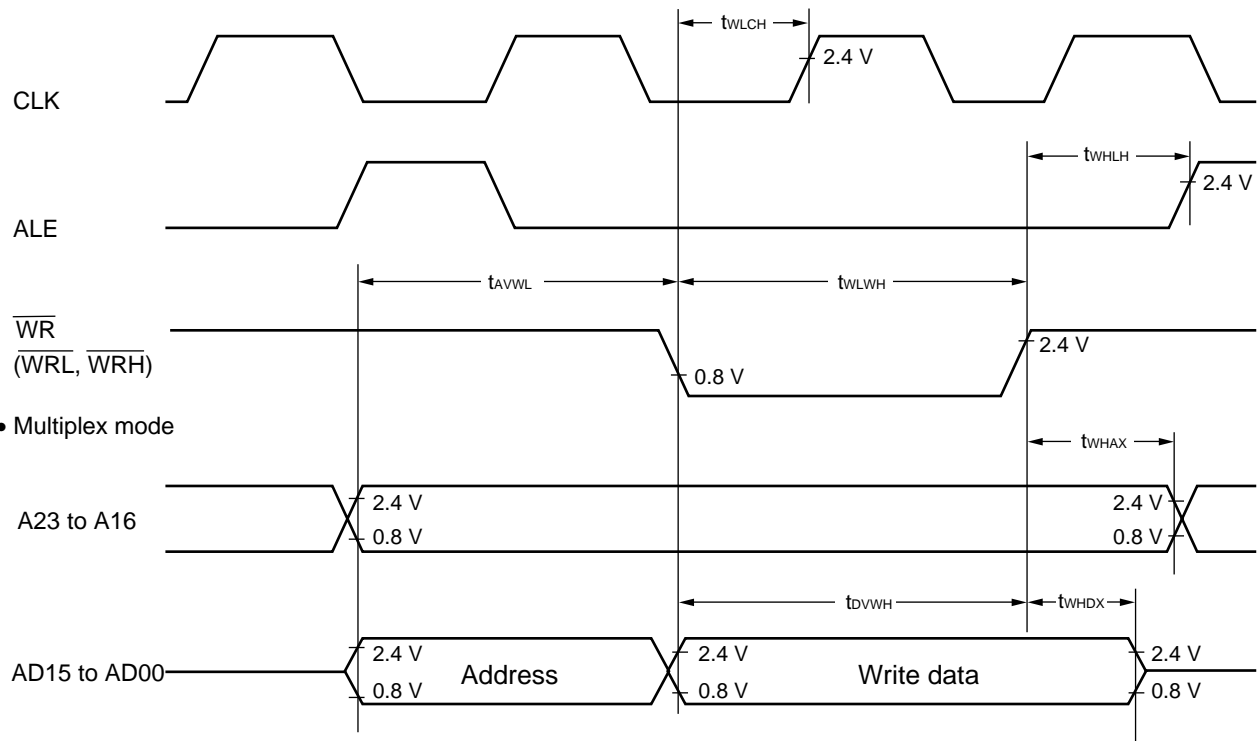 tWLCH
2.4 V
CLK
tWHLH
2.4 V
ALE
tAVWL
tWLWH
WR
(WRL, WRH)
2.4 V
0.8 V
• Multiplex mode
tWHAX
A23 to A16
2.4 V
2.4 V
0.8 V
0.8 V
tDVWH
tWHDX
AD15 to AD00
2.4 V
Address
2.4 V
Write data
2.4 V
0.8 V
0.8 V
0.8 V